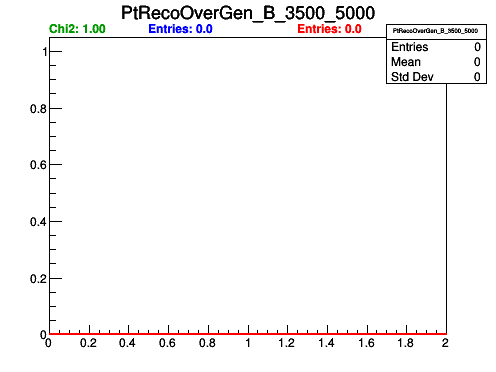 PtRecoOverGen_B_3500_5000
Chi2: 1.00 Entries: 0.0 Entries: 0.0
PtRecoOverGen_B_3500_5000
Entries 0
Mean 0
Std Dev 0
1
0.8
0.6
0.4
0.2
0
0 0.2 0.4 0.6 0.8 1 1.2 1.4 1.6 1.8 2